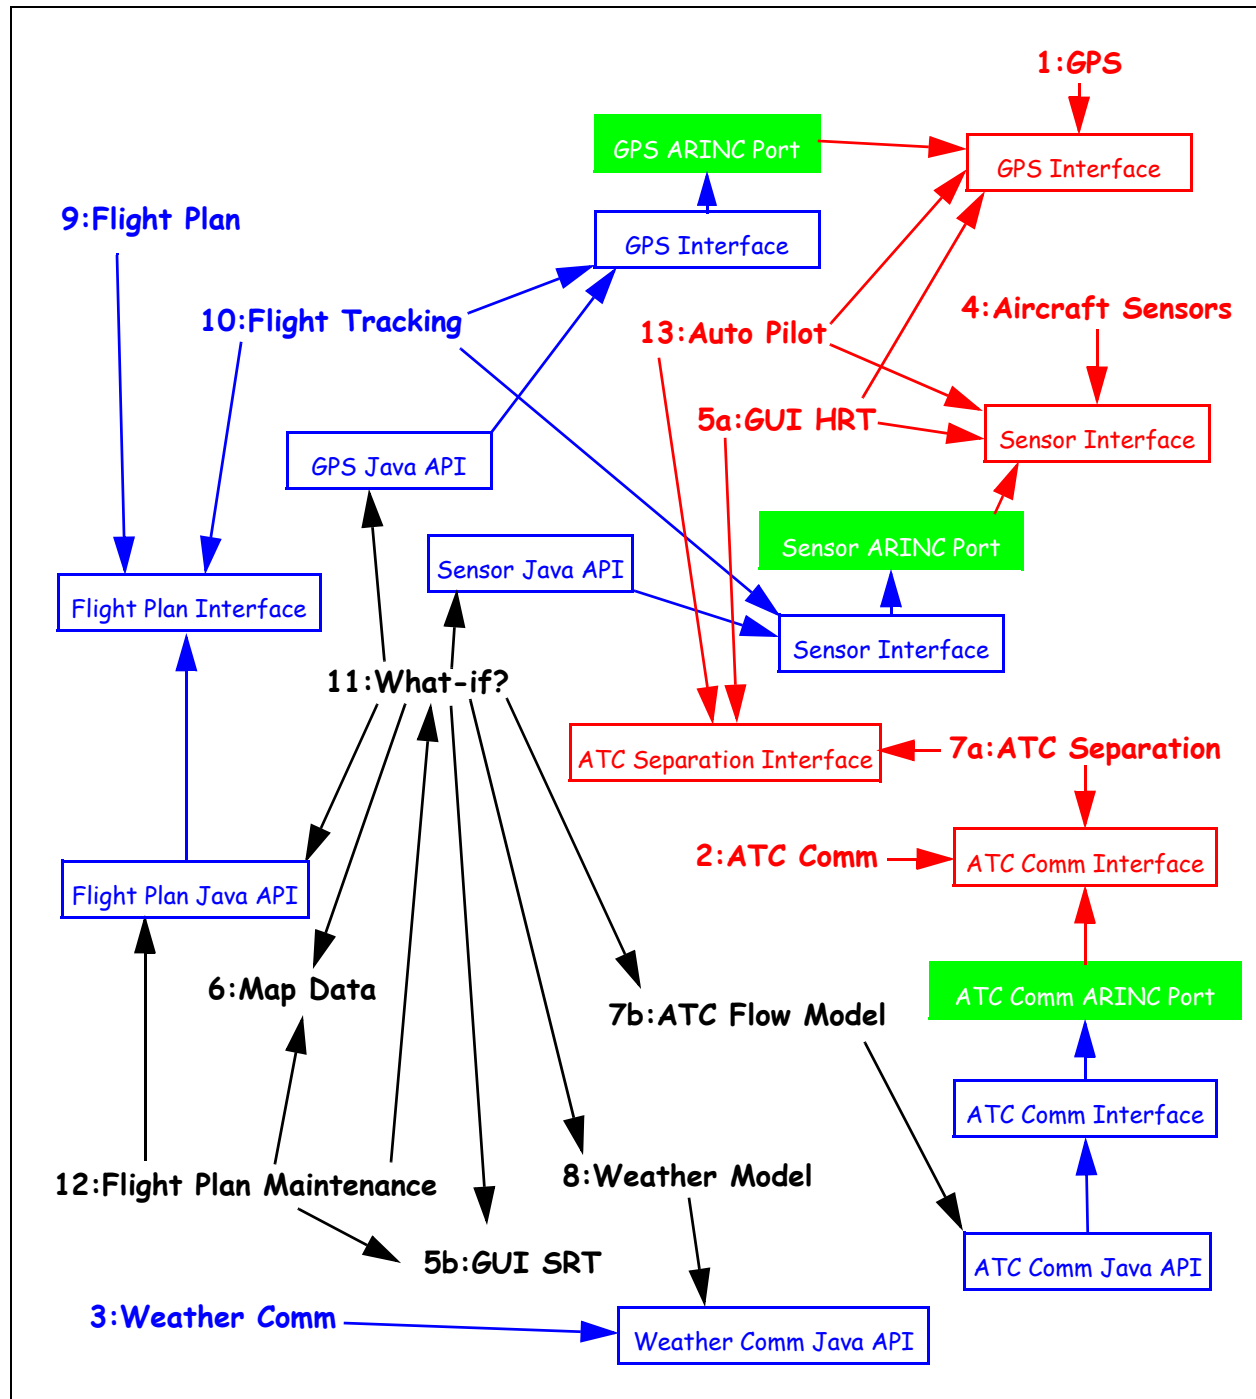 1:GPS
GPS ARINC Port
GPS Interface
9:Flight Plan
GPS Interface
10:Flight Tracking
13:Auto Pilot
4:Aircraft Sensors
5a:GUI HRT
Sensor Interface
GPS Java API
Sensor ARINC Port
Sensor Java API
Flight Plan Interface
Sensor Interface
11:What-if?
ATC Separation Interface
7a:ATC Separation
2:ATC Comm
ATC Comm Interface
Flight Plan Java API
6:Map Data
7b:ATC Flow Model
ATC Comm ARINC Port
ATC Comm Interface
12:Flight Plan Maintenance
8:Weather Model
5b:GUI SRT
ATC Comm Java API
3:Weather Comm
Weather Comm Java API